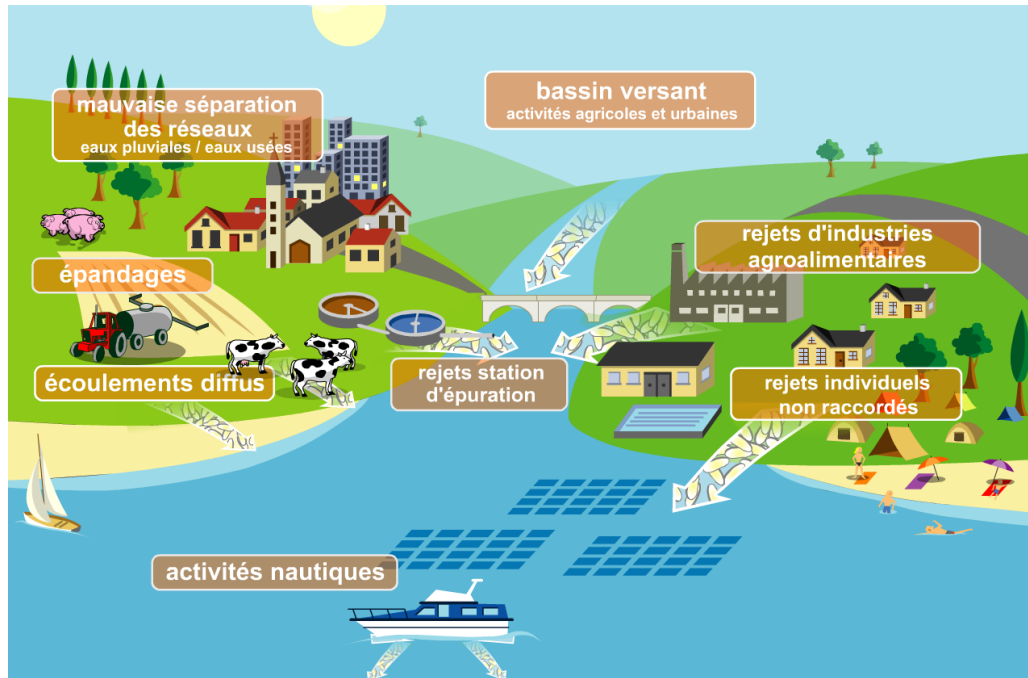 mauvaise séparation
des réseaux
eaux pluviales / eaux usées
bassin versant
activités agricoles et urbaines
rejets d'industries
agroalimentaires
épandages
écoulements diffus
rejets station
d'épuration
rejets individuels
non raccordés
activités nautiques